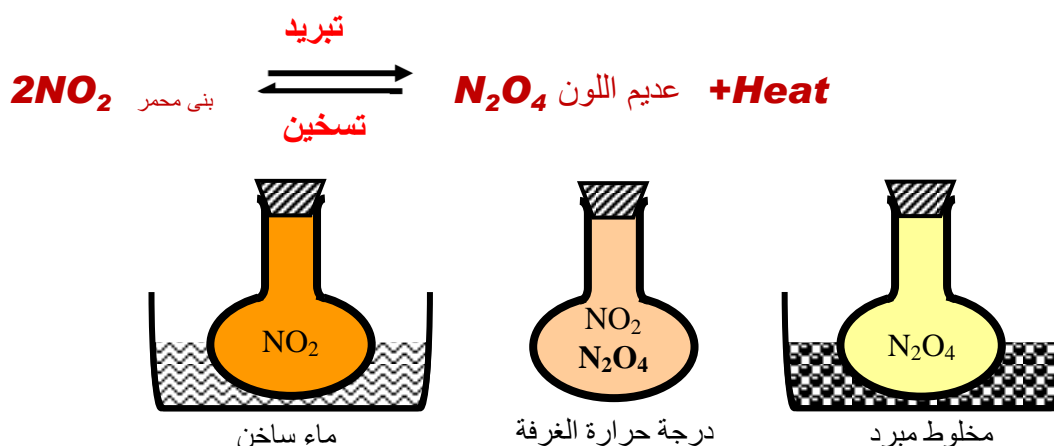 تبريد
2NO₂ بنى محمر ⇌ N₂O₄ عديم اللون +Heat
تسخين
NO₂
NO₂
N₂O₄
N₂O₄
ماء ساخن
درجة حرارة الغرفة
مخلوط مبرد